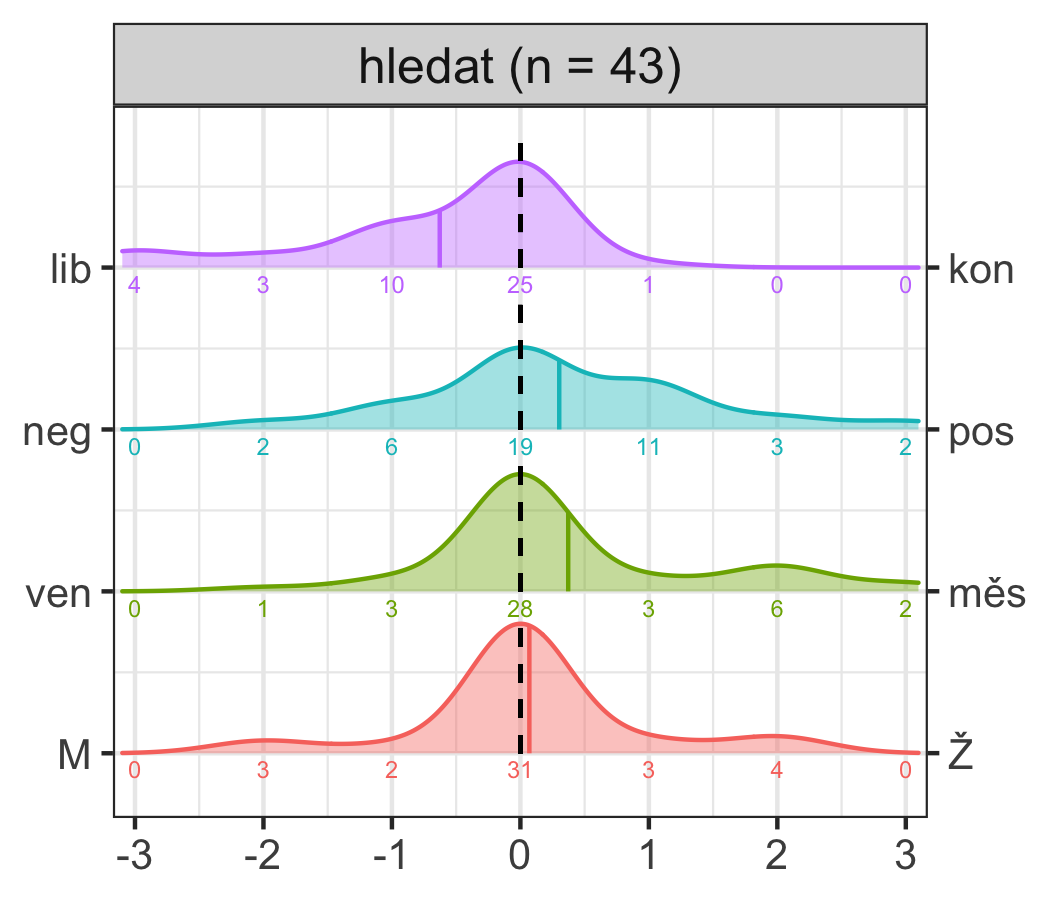 hledat (n = 43)
lib kon
4 3 10 25 1 0 0
neg pos
0 2 6 19 11 3 2
ven měs
0 1 3 28 3 6 2
M Ž
0 3 2 31 3 4 0
-3 -2 -1 0 1 2 3